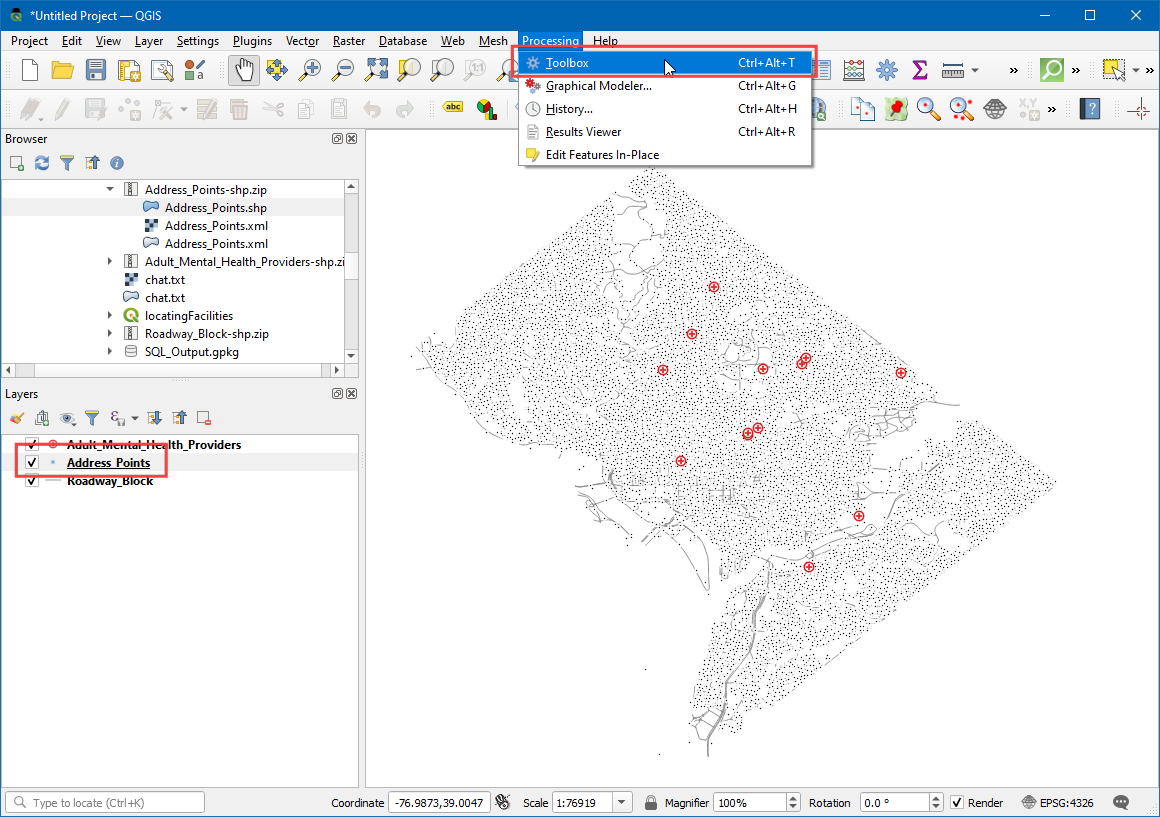 *Untitled Project — QGIS
Project Edit View Layer Settings Plugins Vector Raster Database Web Mesh Processing Help
Toolbox Ctrl+Alt+T
Graphical Modeler... Ctrl+Alt+G
History... Ctrl+Alt+H
Results Viewer Ctrl+Alt+R
Edit Features In-Place
1:1
abc
X,Y
Browser
Address_Points-shp.zip
Address_Points.shp
Address_Points.xml
Address_Points.xml
Adult_Mental_Health_Providers-shp.zi
chat.txt
chat.txt
locatingFacilities
Roadway_Block-shp.zip
SQL_Output.gpkg
Layers
Adult_Mental_Health_Providers
Address_Points
Roadway_Block
Type to locate (Ctrl+K) Coordinate -76.9873,39.0047 Scale 1:76919 Magnifier 100% Rotation 0.0 ° Render EPSG:4326